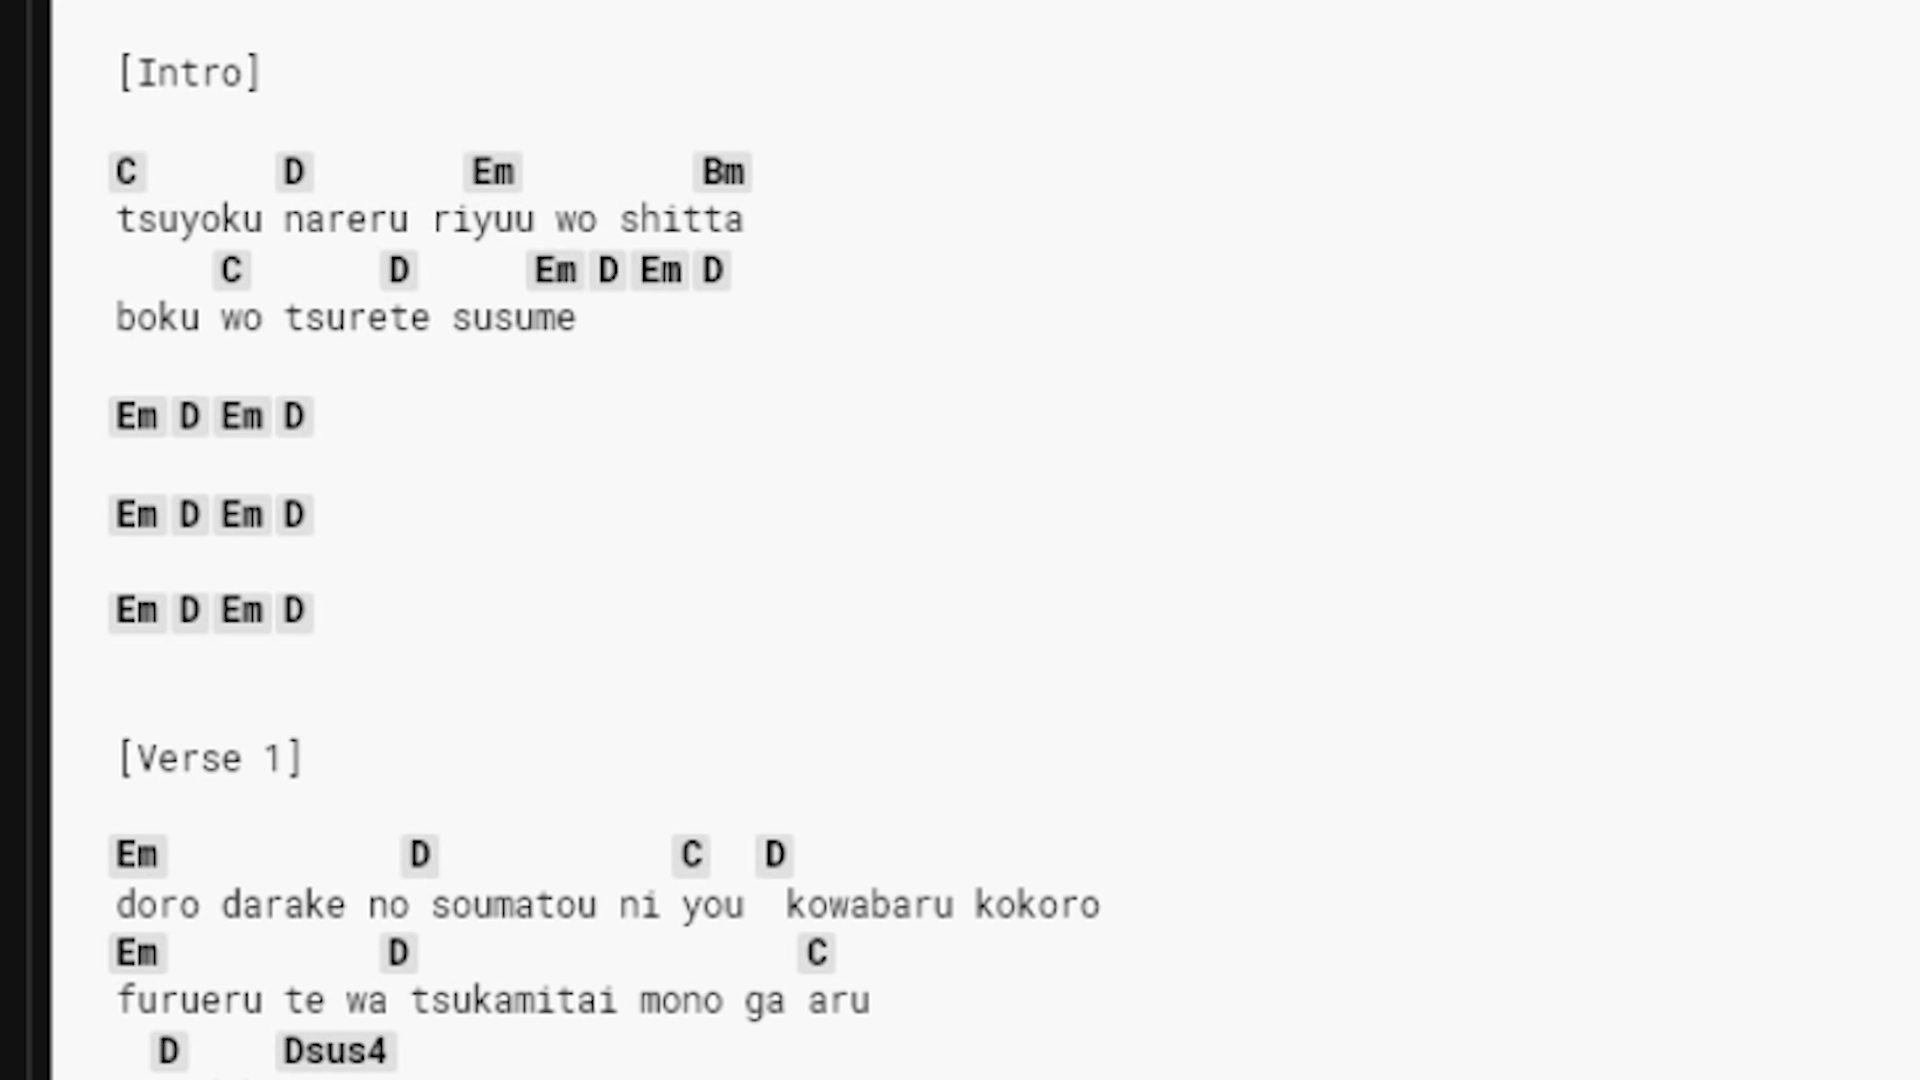 [Intro]
C D Em Bm
tsuyoku nareru riyuu wo shitta
C D Em D Em D
boku wo tsurete susume
Em D Em D
Em D Em D
Em D Em D
[Verse 1]
Em D C D
doro darake no soumatou ni you kowabaru kokoro
Em D C
furueru te wa tsukamitai mono ga aru
D Dsus4